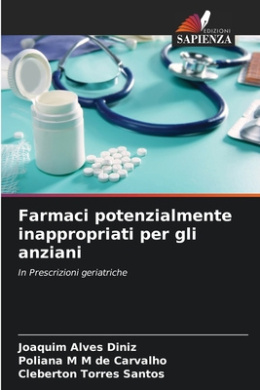 EDIZIONI
SAPIENZA
Farmaci potenzialmente
inappropriati per gli
anziani
In Prescrizioni geriatriche
Joaquim Alves Diniz
Poliana M M de Carvalho
Cleberton Torres Santos